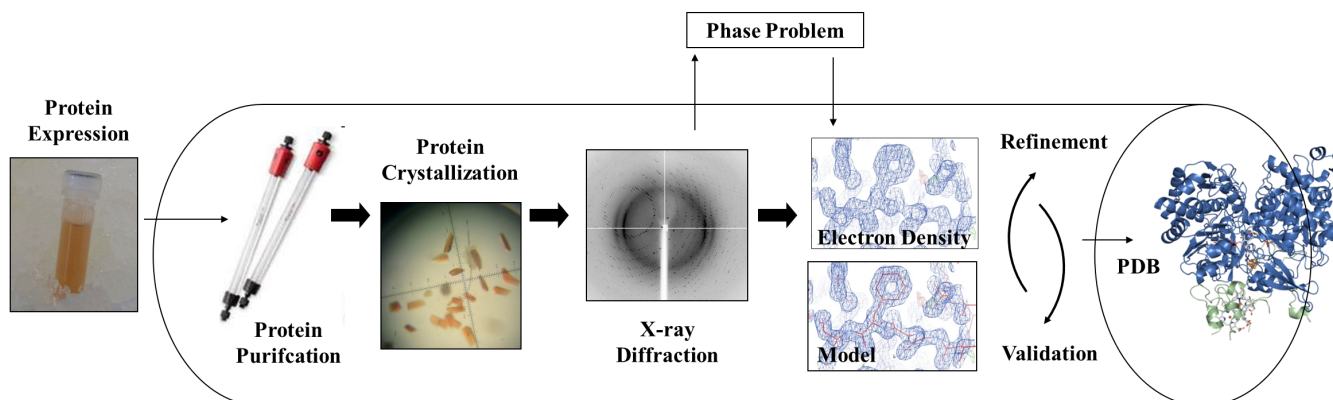 Phase Problem
Protein
Expression
Protein
Purifcation
Protein
Crystallization
X-ray
Diffraction
Electron Density
Model
Refinement
Validation
PDB